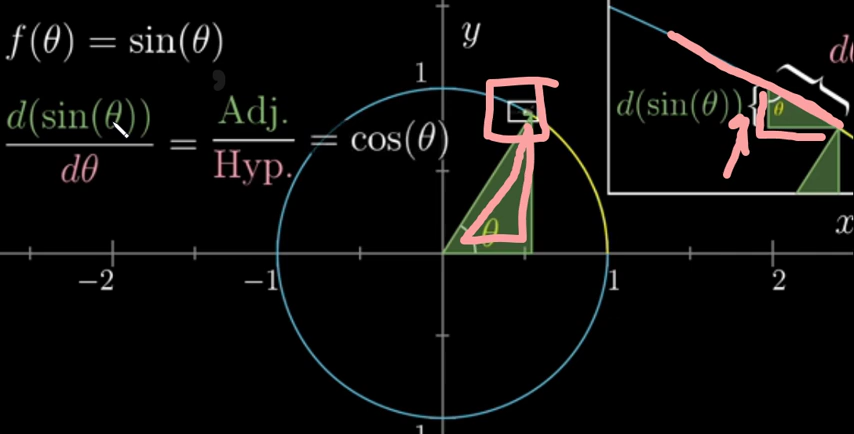 f(θ) = sin(θ)
d(sin(θ))/dθ = Adj./Hyp. = cos(θ)
y
1
d(sin(θ)){
θ
θ
x
−2
−1
1
2